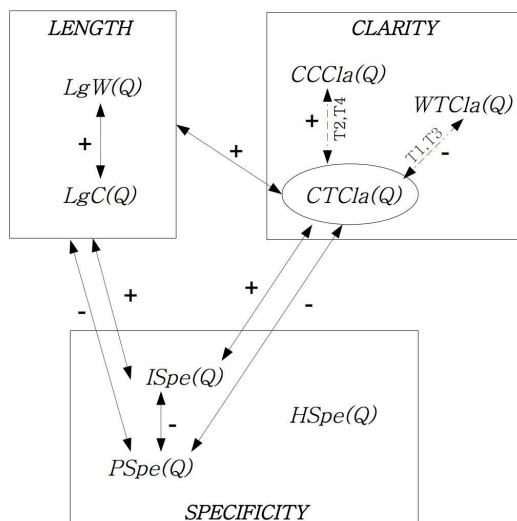 LENGTH
CLARITY
LgW(Q)
+
LgC(Q)
CCCla(Q)
WTCla(Q)
+
T2,T4
T1,T3
-
CTCla(Q)
+
-
+
+
-
ISpe(Q)
-
PSpe(Q)
HSpe(Q)
SPECIFICITY